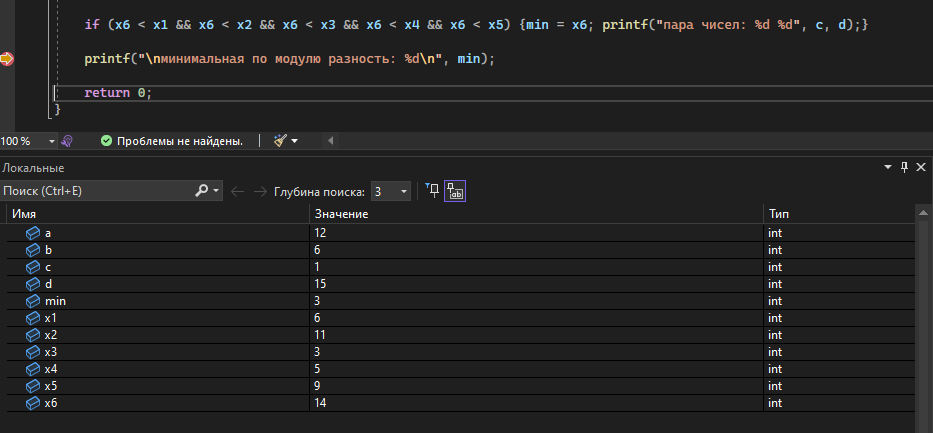 if (x6 < x1 && x6 < x2 && x6 < x3 && x6 < x4 && x6 < x5) {min = x6; printf("пара чисел: %d %d", c, d);}
printf("\nминимальная по модулю разность: %d\n", min);
return 0;
}
100 % Проблемы не найдены.
Локальные
Поиск (Ctrl+E) Глубина поиска: 3
Имя Значение Тип
a 12 int
b 6 int
c 1 int
d 15 int
min 3 int
x1 6 int
x2 11 int
x3 3 int
x4 5 int
x5 9 int
x6 14 int